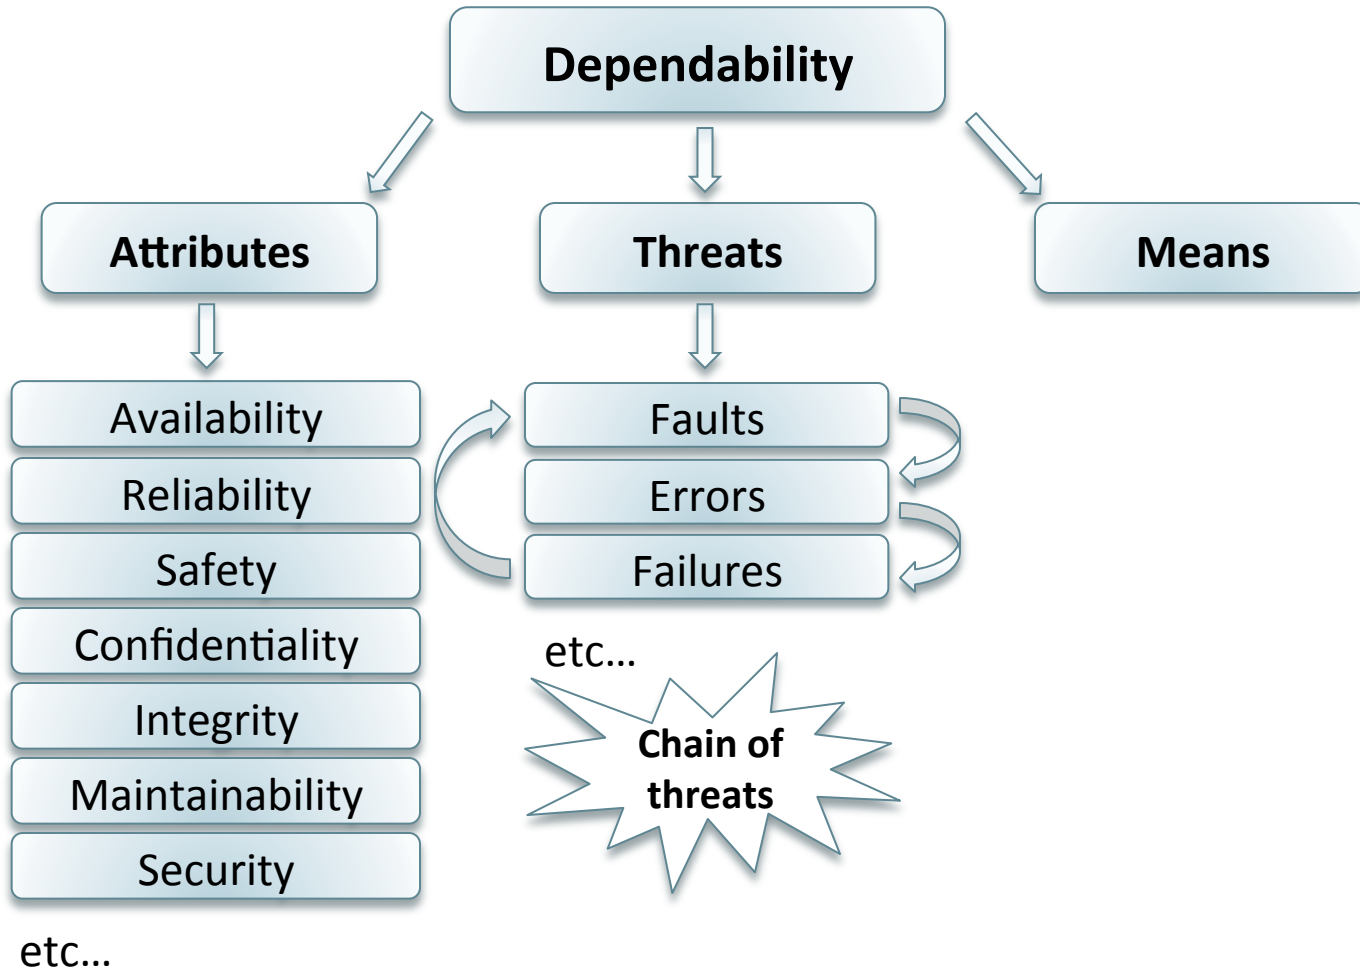 Dependability
Attributes
Threats
Means
Availability
Reliability
Safety
Confidentiality
Integrity
Maintainability
Security
etc...
Faults
Errors
Failures
etc...
Chain of
threats